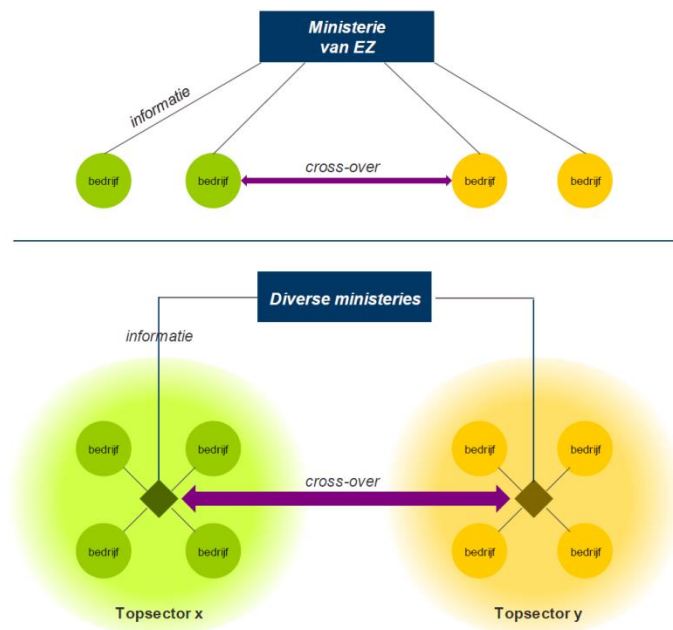 Ministerie
van EZ
informatie
bedrijf
bedrijf
cross-over
bedrijf
bedrijf
Diverse ministeries
informatie
bedrijf
bedrijf
bedrijf
bedrijf
cross-over
bedrijf
bedrijf
bedrijf
bedrijf
Topsector x
Topsector y